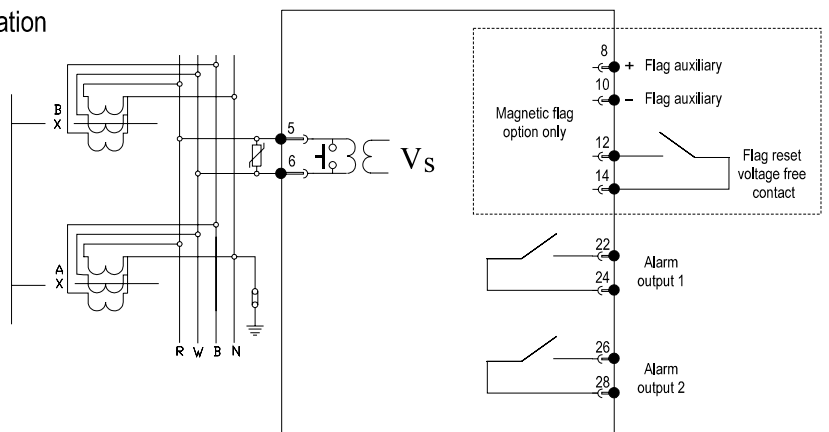 ation
B
X
A
X
R W B N
5
6
Vs
Magnetic flag
option only
8
+ Flag auxiliary
10
− Flag auxiliary
12
14
Flag reset
voltage free
contact
22
24
Alarm
output 1
26
28
Alarm
output 2